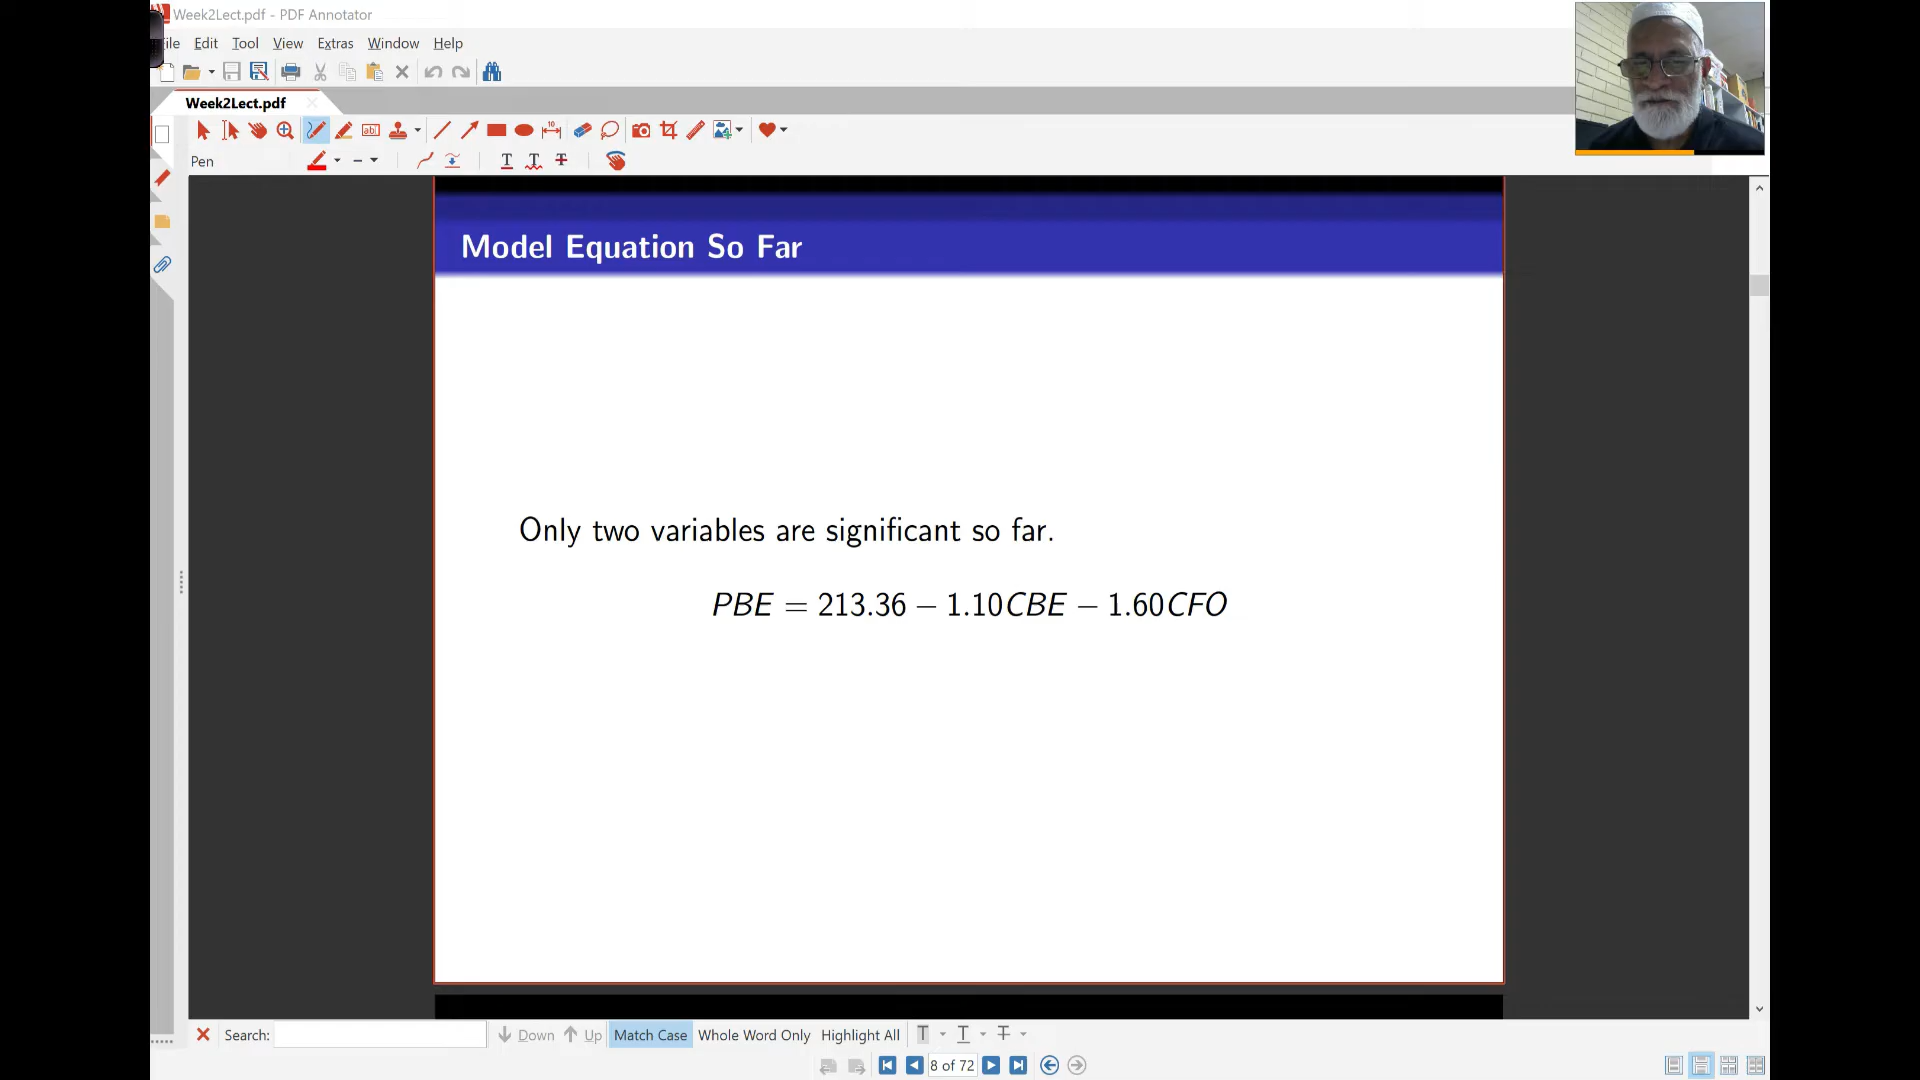 Week2Lect.pdf - PDF Annotator
ile Edit Tool View Extras Window Help
Week2Lect.pdf
Pen
Model Equation So Far
Only two variables are significant so far.
PBE = 213.36 − 1.10CBE − 1.60CFO
Search: Down Up Match Case Whole Word Only Highlight All
8 of 72